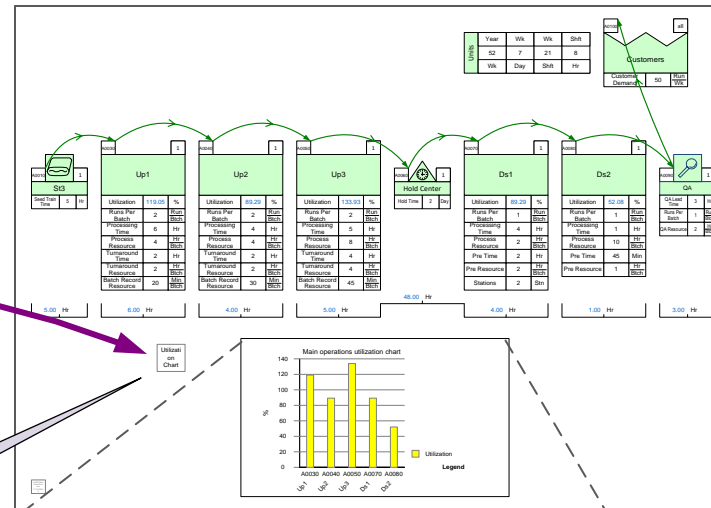 Units
Year Wk Wk Shft
52 7 21 8
Wk Day Shft Hr
A0100 all
Customers
Customer Demand 50 Run Wk
A0010 1
St3
Seed Train Time 5 Hr
A0030 1
Up1
Utilization 119.05 %
Runs Per Batch 2 Run Btch
Processing Time 6 Hr
Process Resource 4 Hr Btch
Turnaround Time 2 Hr
Turnaround Resource 2 Hr Btch
Batch Record Resource 20 Min Btch
A0040 1
Up2
Utilization 89.29 %
Runs Per Batch 2 Run Btch
Processing Time 4 Hr
Process Resource 4 Hr Btch
Turnaround Time 2 Hr
Turnaround Resource 2 Hr Btch
Batch Record Resource 30 Min Btch
A0050 1
Up3
Utilization 133.93 %
Runs Per Batch 2 Run Btch
Processing Time 5 Hr
Process Resource 8 Hr Btch
Turnaround Time 4 Hr
Turnaround Resource 4 Hr Btch
Batch Record Resource 45 Min Btch
A0060 1
Hold Center
Hold Time 2 Day
A0070 1
Ds1
Utilization 89.29 %
Runs Per Batch 1 Run Btch
Processing Time 4 Hr
Process Resource 2 Hr Btch
Pre Time 2 Hr
Pre Resource 2 Hr Btch
Stations 2 Stn
A0080 1
Ds2
Utilization 52.08 %
Runs Per Batch 1 Run Btch
Processing Time 1 Hr
Process Resource 10 Hr Btch
Pre Time 45 Min
Pre Resource 1 Hr Btch
A0090 1
QA
QA Lead Time 3
Runs Per Batch 1
QA Resource 2
5.00 Hr 6.00 Hr 4.00 Hr 5.00 Hr 48.00 Hr 4.00 Hr 1.00 Hr 3.00 Hr
Utilizati
on
Chart
Main operations utilization chart
%
140
120
100
80
60
40
20
0
A0030 A0040 A0050 A0070 A0080
Up1 Up2 Up3 Ds1 Ds2
Utilization
Legend